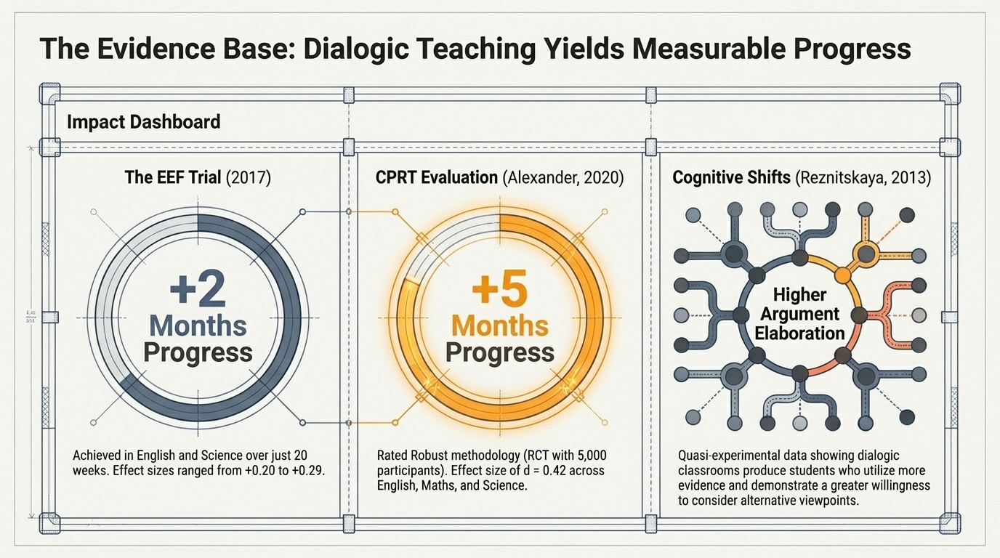 The Evidence Base: Dialogic Teaching Yields Measurable Progress
Impact Dashboard
The EEF Trial (2017)
+2
Months
Progress
Achieved in English and Science over just 20
weeks. Effect sizes ranged from +0.20 to +0.29.
CPRT Evaluation (Alexander, 2020)
+5
Months
Progress
Rated Robust methodology (RCT with 5,000
participants). Effect size of d = 0.42 across
English, Maths, and Science.
Cognitive Shifts (Reznitskaya, 2013)
Higher
Argument
Elaboration
Quasi-experimental data showing dialogic
classrooms produce students who utilize more
evidence and demonstrate a greater willingness
to consider alternative viewpoints.